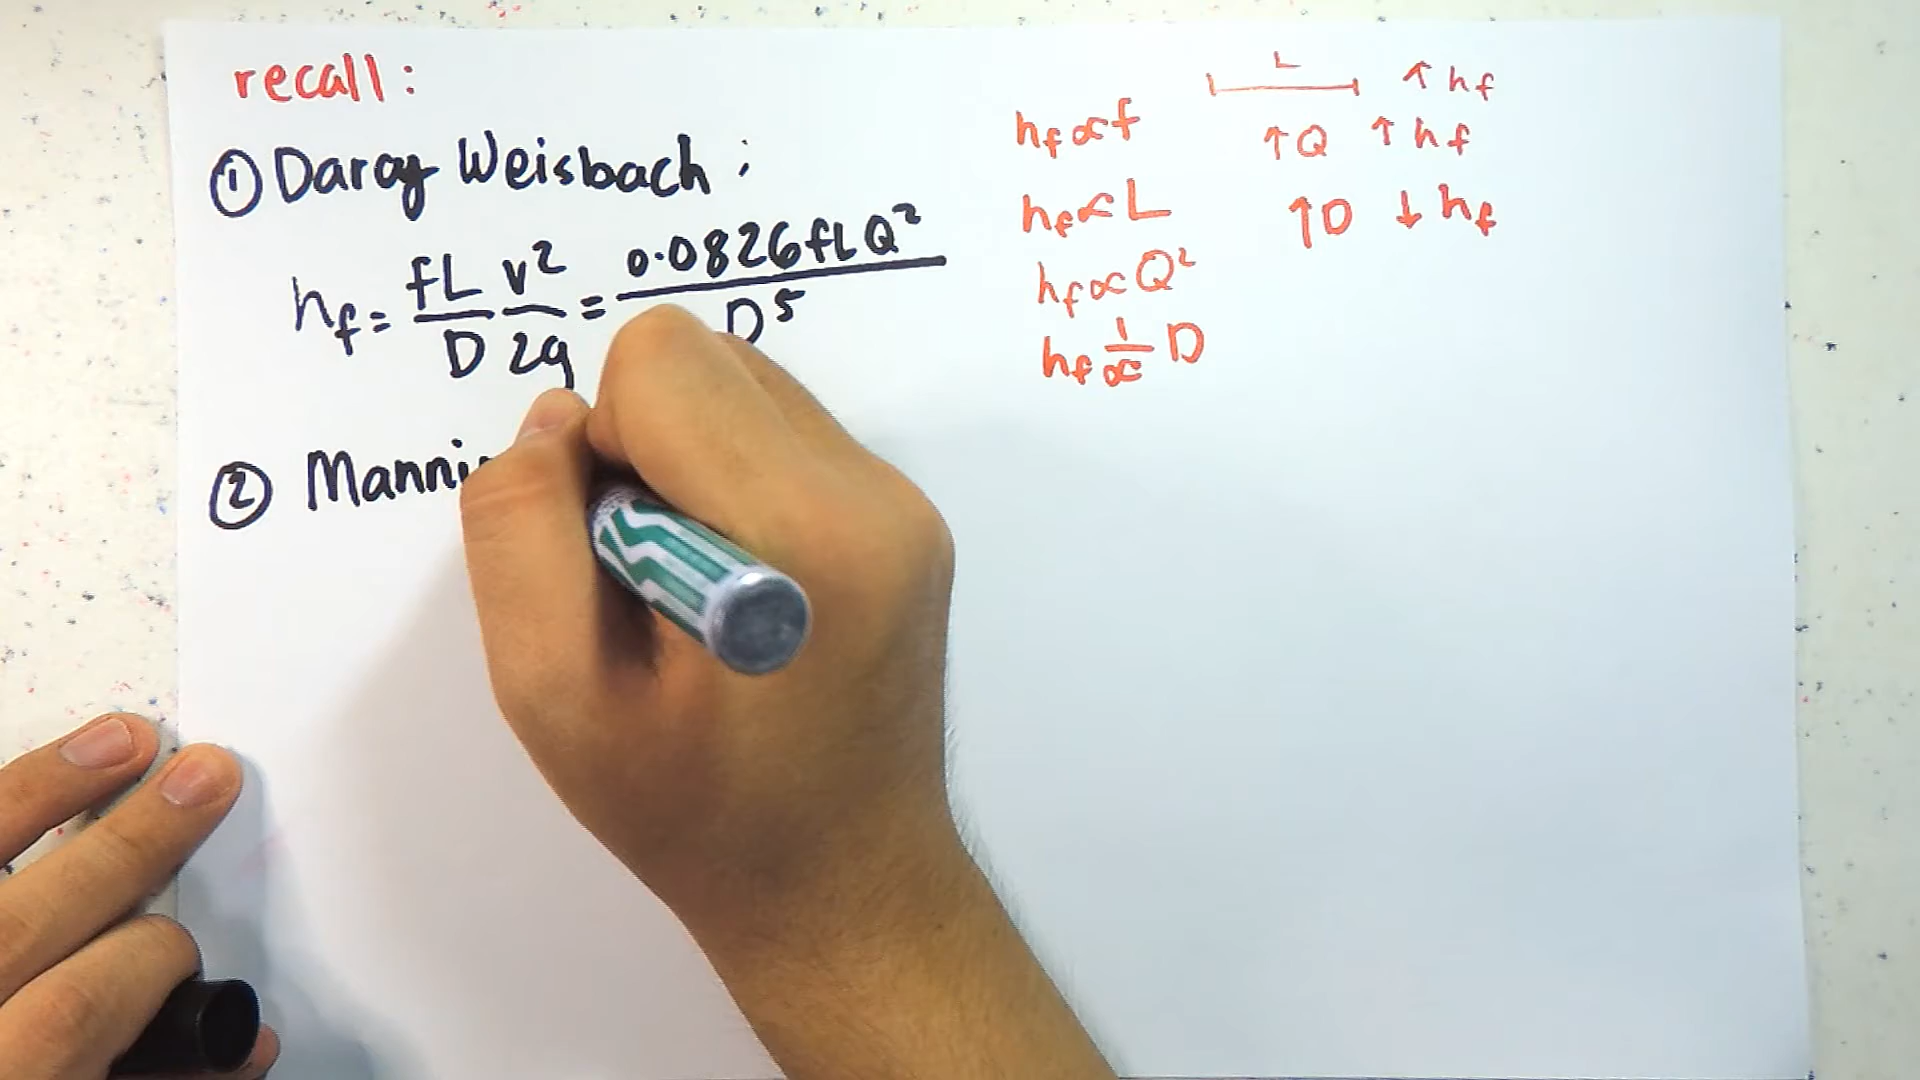 recall:
① Darcy Weisbach:
hf = fL/D v²/2g = 0.0826fLQ²/D⁵
② Manni
hf ∝ f
hf ∝ L
hf ∝ Q²
hf 1/∝ D
L ↑ hf
↑Q ↑ hf
↑D ↓ hf